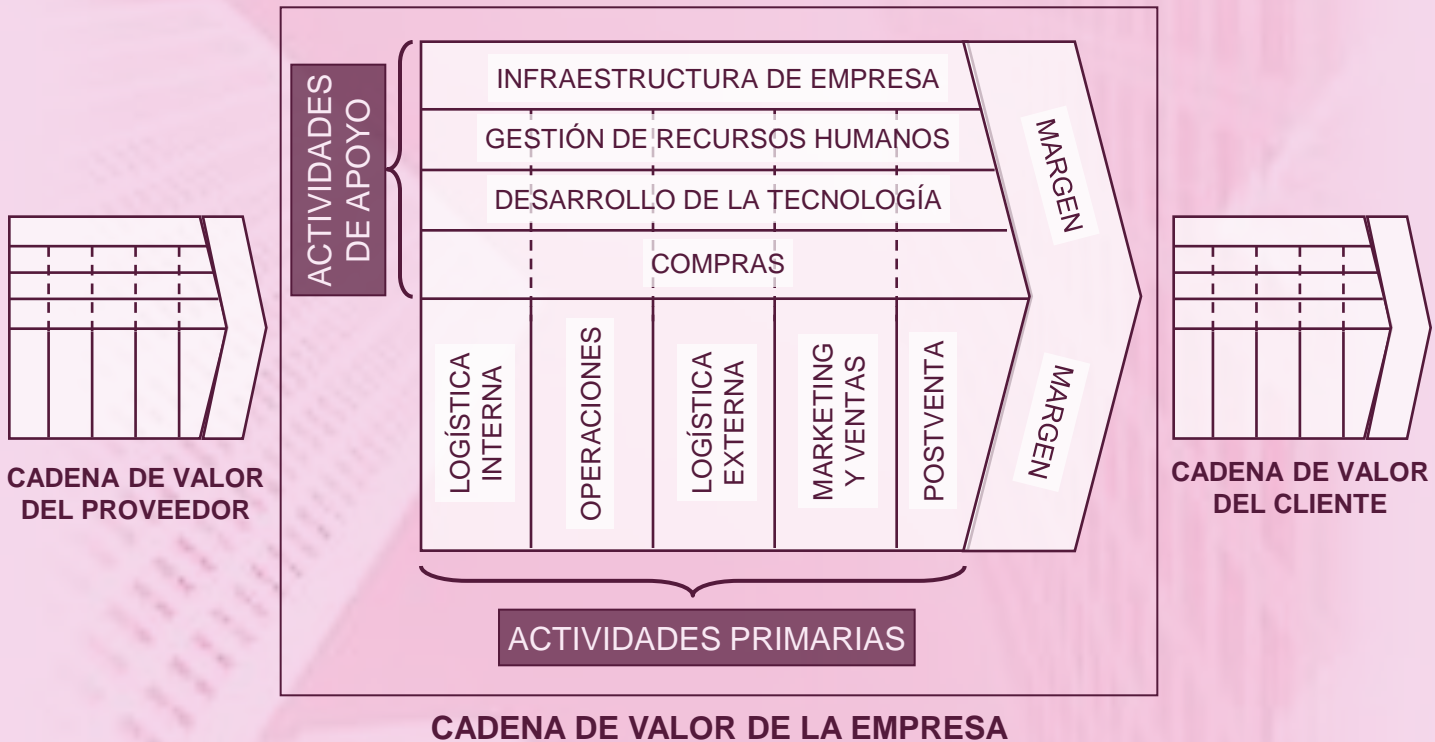 ACTIVIDADES
DE APOYO
INFRAESTRUCTURA DE EMPRESA
GESTIÓN DE RECURSOS HUMANOS
DESARROLLO DE LA TECNOLOGÍA
COMPRAS
MARGEN
MARGEN
LOGÍSTICA
INTERNA
OPERACIONES
LOGÍSTICA
EXTERNA
MARKETING
Y VENTAS
POSTVENTA
CADENA DE VALOR
DEL PROVEEDOR
CADENA DE VALOR
DEL CLIENTE
ACTIVIDADES PRIMARIAS
CADENA DE VALOR DE LA EMPRESA